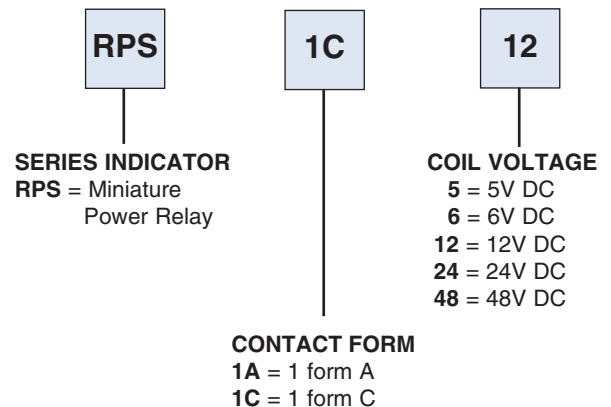 RPS
1C
12
SERIES INDICATOR
RPS = Miniature
Power Relay
COIL VOLTAGE
5 = 5V DC
6 = 6V DC
12 = 12V DC
24 = 24V DC
48 = 48V DC
CONTACT FORM
1A = 1 form A
1C = 1 form C